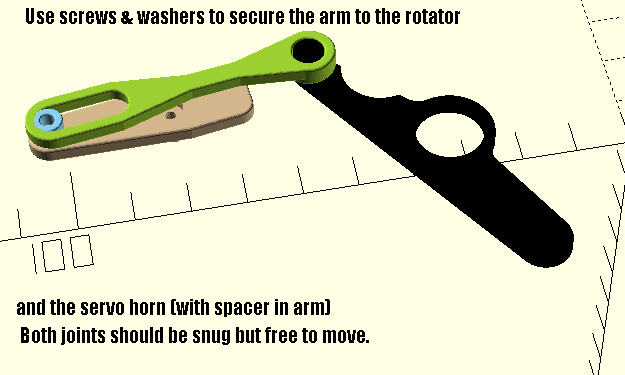 Use screws & washers to secure the arm to the rotator
and the servo horn (with spacer in arm)
Both joints should be snug but free to move.